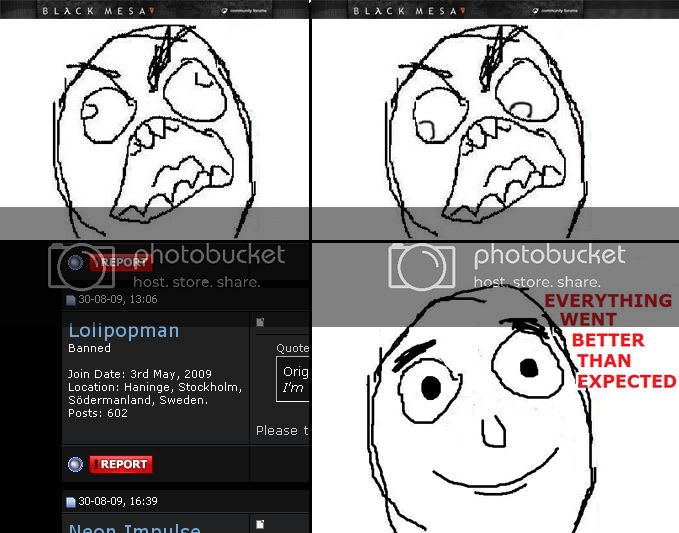 BLACK MESA
community forums
BLACK MESA
community forums
photobucket
host. store. share.
photobucket
host. store. share.
! REPORT
30-08-09, 13:06
Lolipopman
Banned
Join Date: 3rd May, 2009
Location: Haninge, Stockholm,
Södermanland, Sweden.
Posts: 602
Quote
Orig
I'm
Please t
! REPORT
30-08-09, 16:39
Neon Impulse
EVERYTHING
WENT
BETTER
THAN
EXPECTED